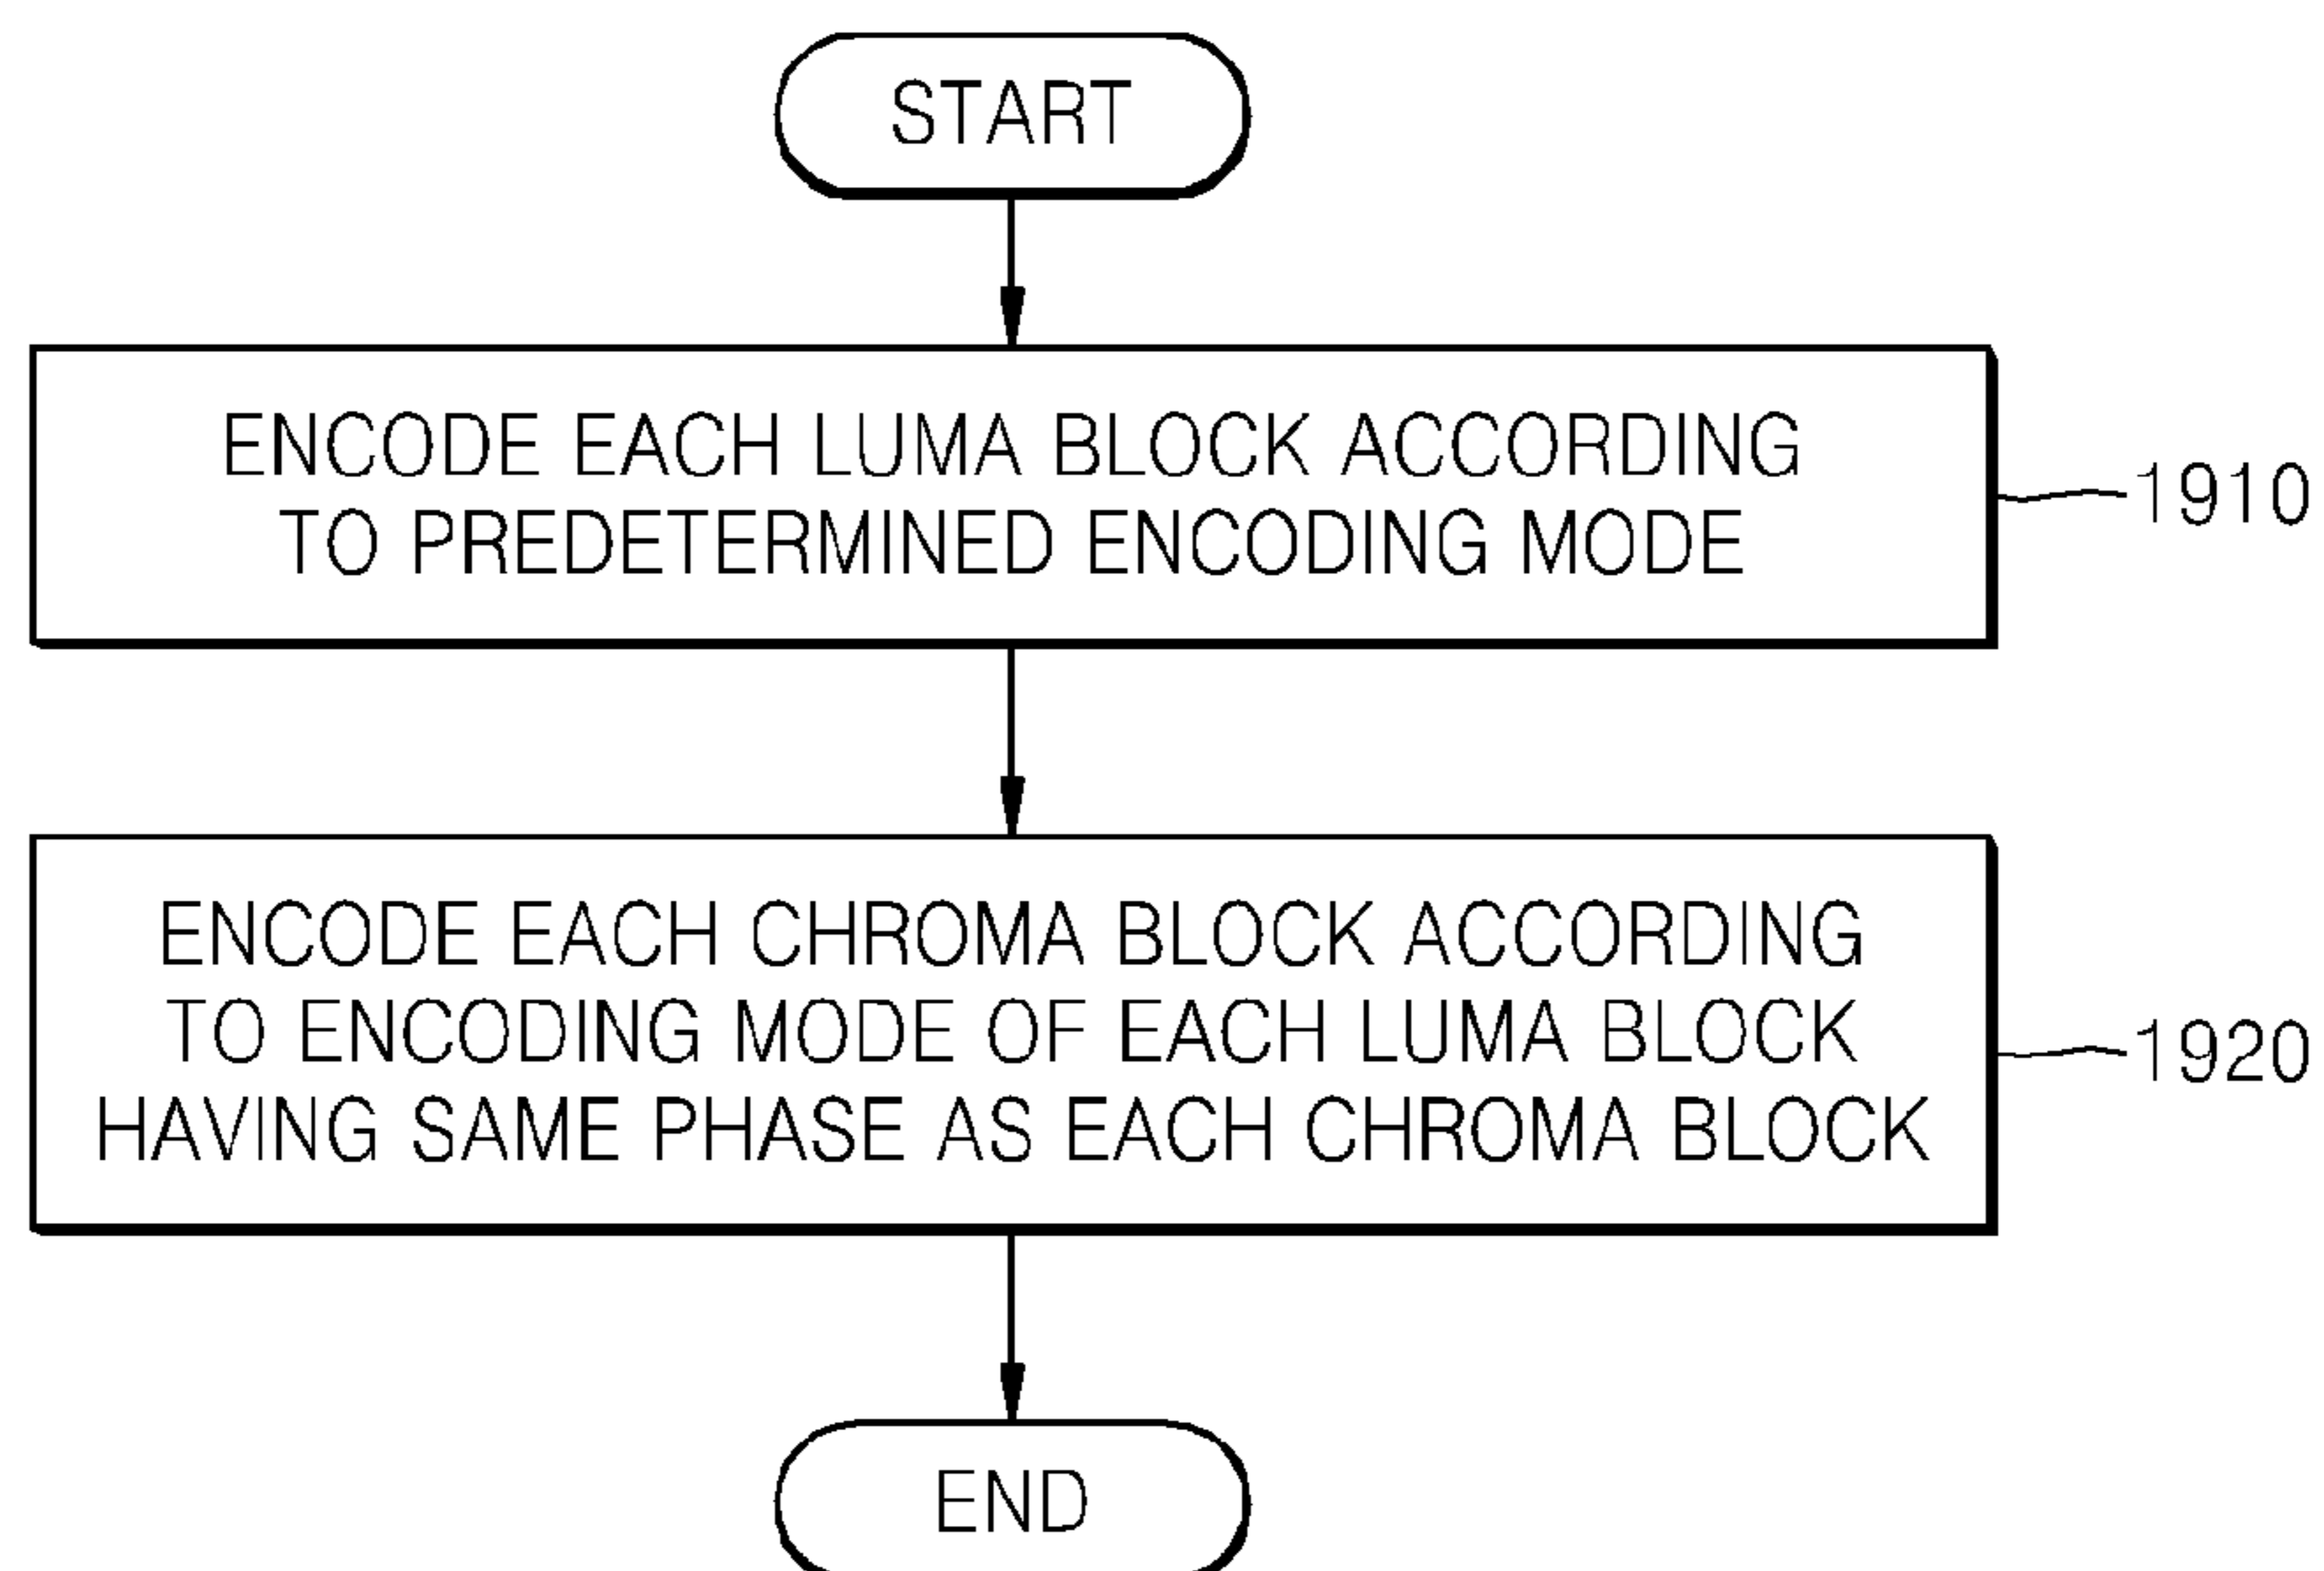 START
ENCODE EACH LUMA BLOCK ACCORDING
TO PREDETERMINED ENCODING MODE
1910
ENCODE EACH CHROMA BLOCK ACCORDING
TO ENCODING MODE OF EACH LUMA BLOCK
HAVING SAME PHASE AS EACH CHROMA BLOCK
1920
END